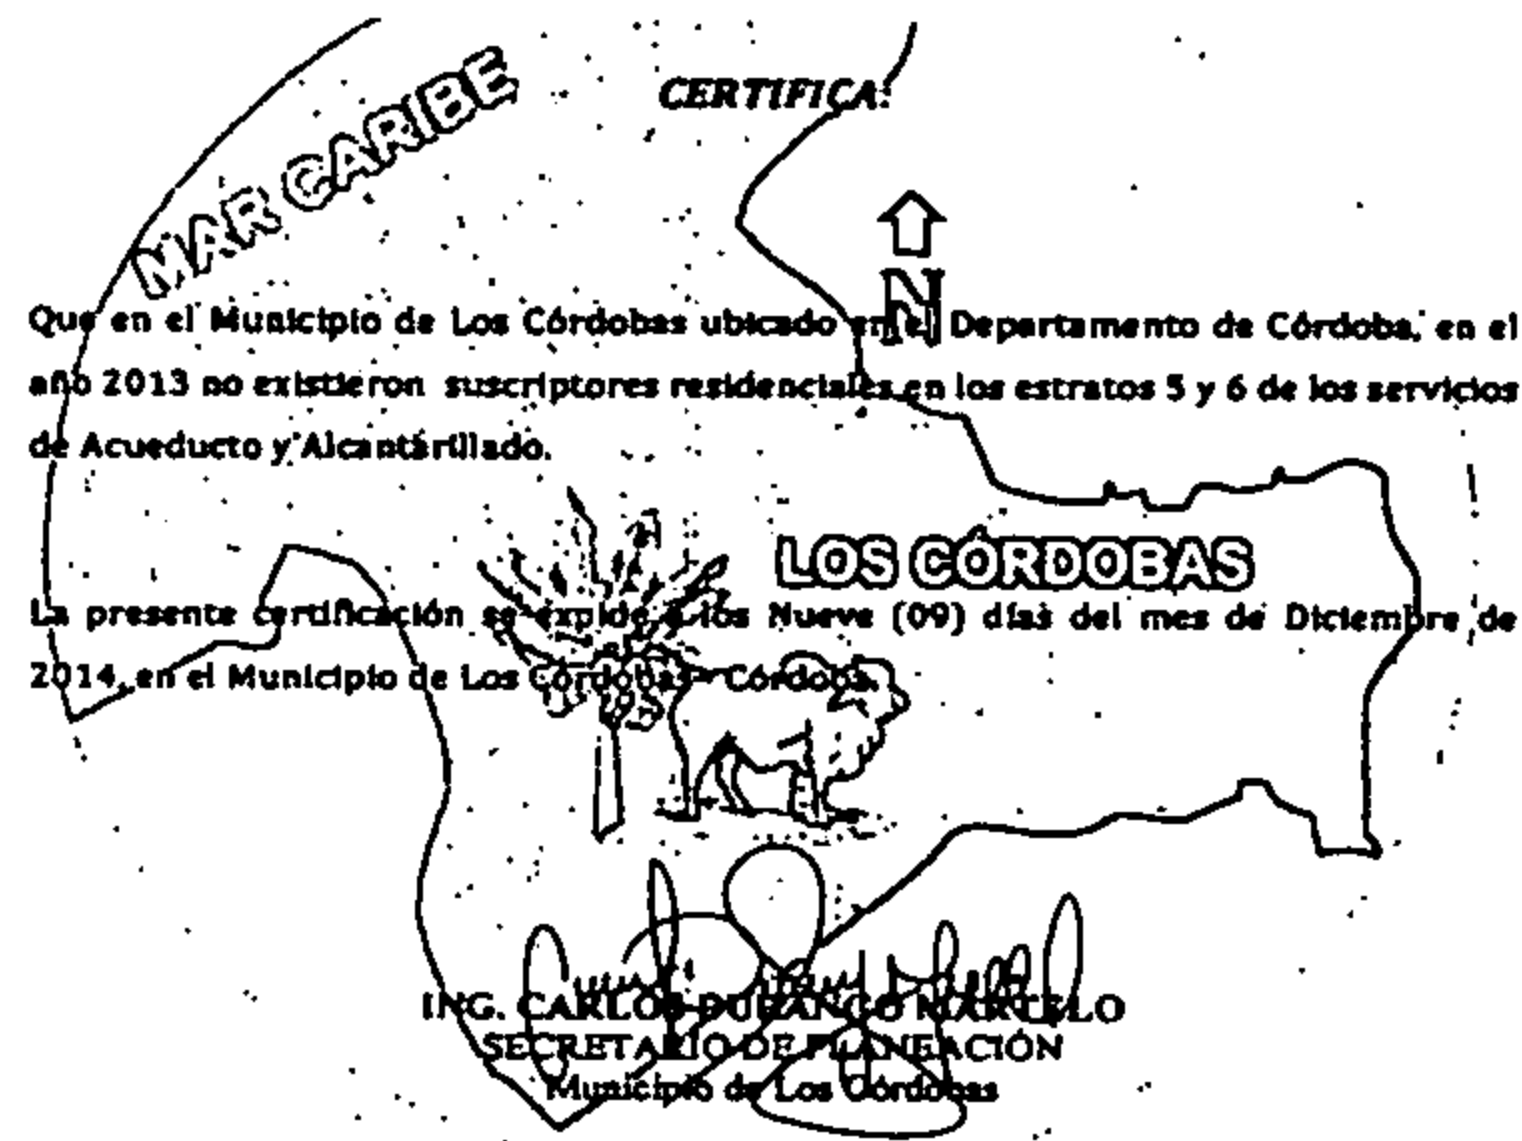 MAR CARIBE
CERTIFICA:
N
Que en el Municipio de Los Córdobas ubicado en el Departamento de Córdoba, en el
año 2013 no existieron suscriptores residenciales en los estratos 5 y 6 de los servicios
de Acueducto y Alcantarillado.
LOS CÓRDOBAS
La presente certificación se expide a los Nueve (09) días del mes de Diciembre de
2014, en el Municipio de Los Córdobas - Córdoba.
ING. CARLOS DURANGO MARTELO
SECRETARIO DE PLANEACIÓN
Municipio de Los Córdobas